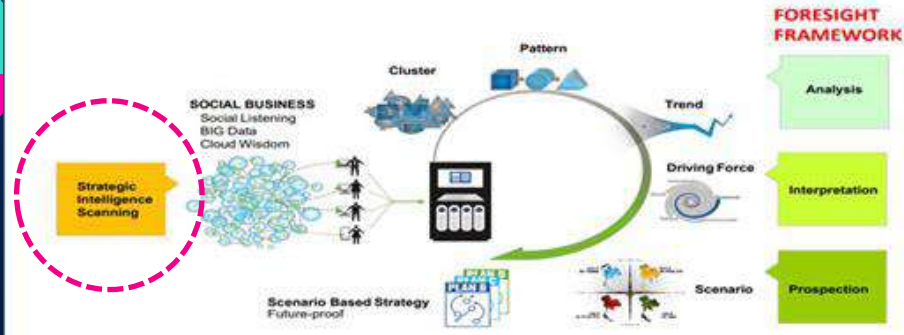 FORESIGHT
FRAMEWORK
Pattern
Cluster
Analysis
SOCIAL BUSINESS
Social Listening
BIG Data
Cloud Wisdom
Trend
Strategic
Intelligence
Scanning
Driving Force
Interpretation
Scenario Based Strategy
Future-proof
PLAN B
Scenario
Prospection